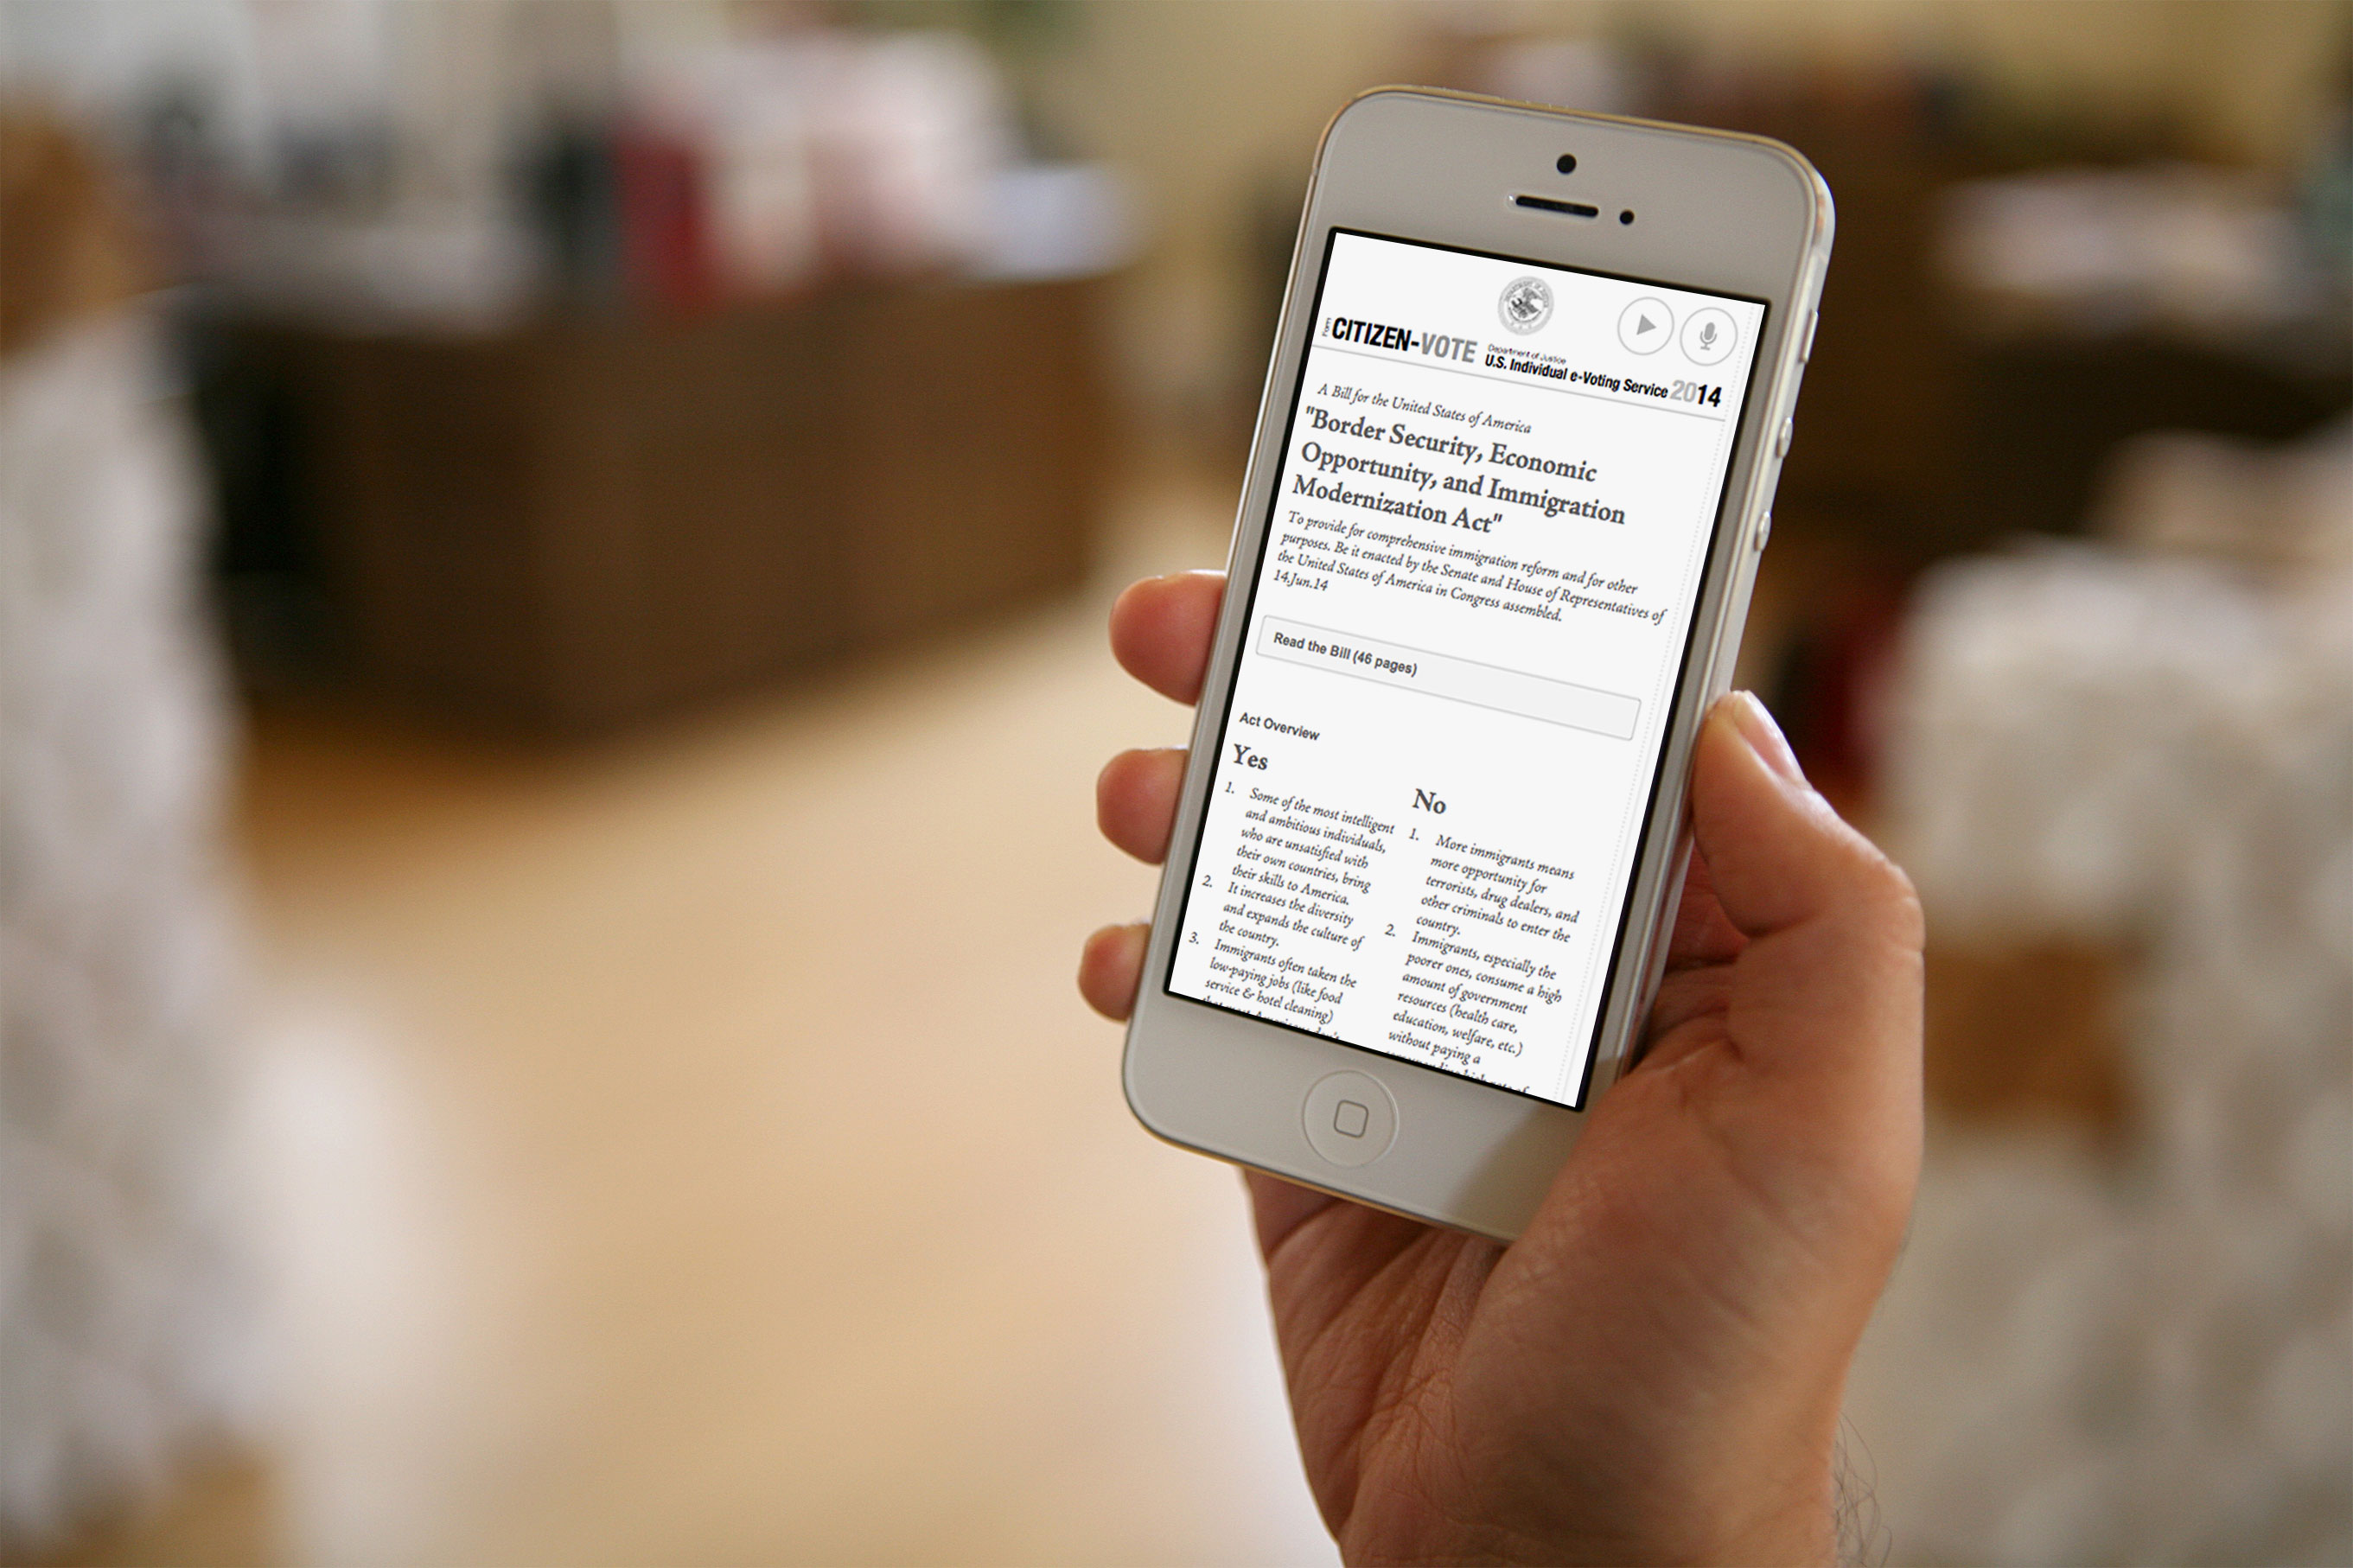 DEPARTMENT OF JUSTICE
Form
CITIZEN-VOTE
Department of Justice
U.S. Individual e-Voting Service 2014
A Bill for the United States of America
"Border Security, Economic
Opportunity, and Immigration
Modernization Act"
To provide for comprehensive immigration reform and for other
purposes. Be it enacted by the Senate and House of Representatives of
the United States of America in Congress assembled.
14.Jun.14
Read the Bill (46 pages)
Act Overview
Yes
1. Some of the most intelligent
and ambitious individuals,
who are unsatisfied with
their own countries, bring
their skills to America.
2. It increases the diversity
and expands the culture of
the country.
3. Immigrants often taken the
low-paying jobs (like food
service & hotel cleaning)
that most Americans don't
No
1. More immigrants means
more opportunity for
terrorists, drug dealers, and
other criminals to enter the
country.
2. Immigrants, especially the
poorer ones, consume a high
amount of government
resources (health care,
education, welfare, etc.)
without paying a